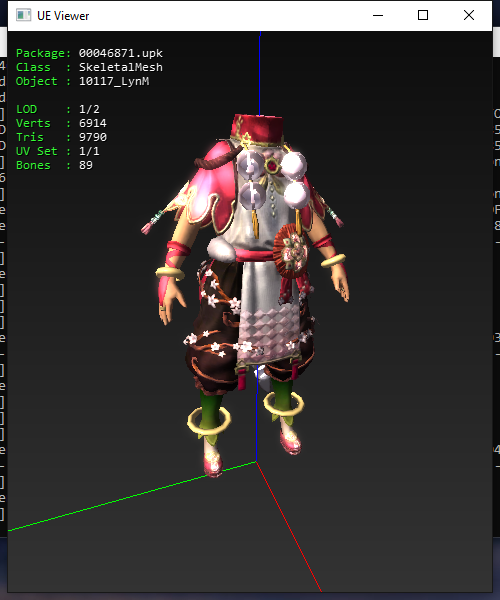 UE Viewer
Package: 00046871.upk
Class : SkeletalMesh
Object : 10117_LynM
LOD : 1/2
Verts : 6914
Tris : 9790
UV Set : 1/1
Bones : 89